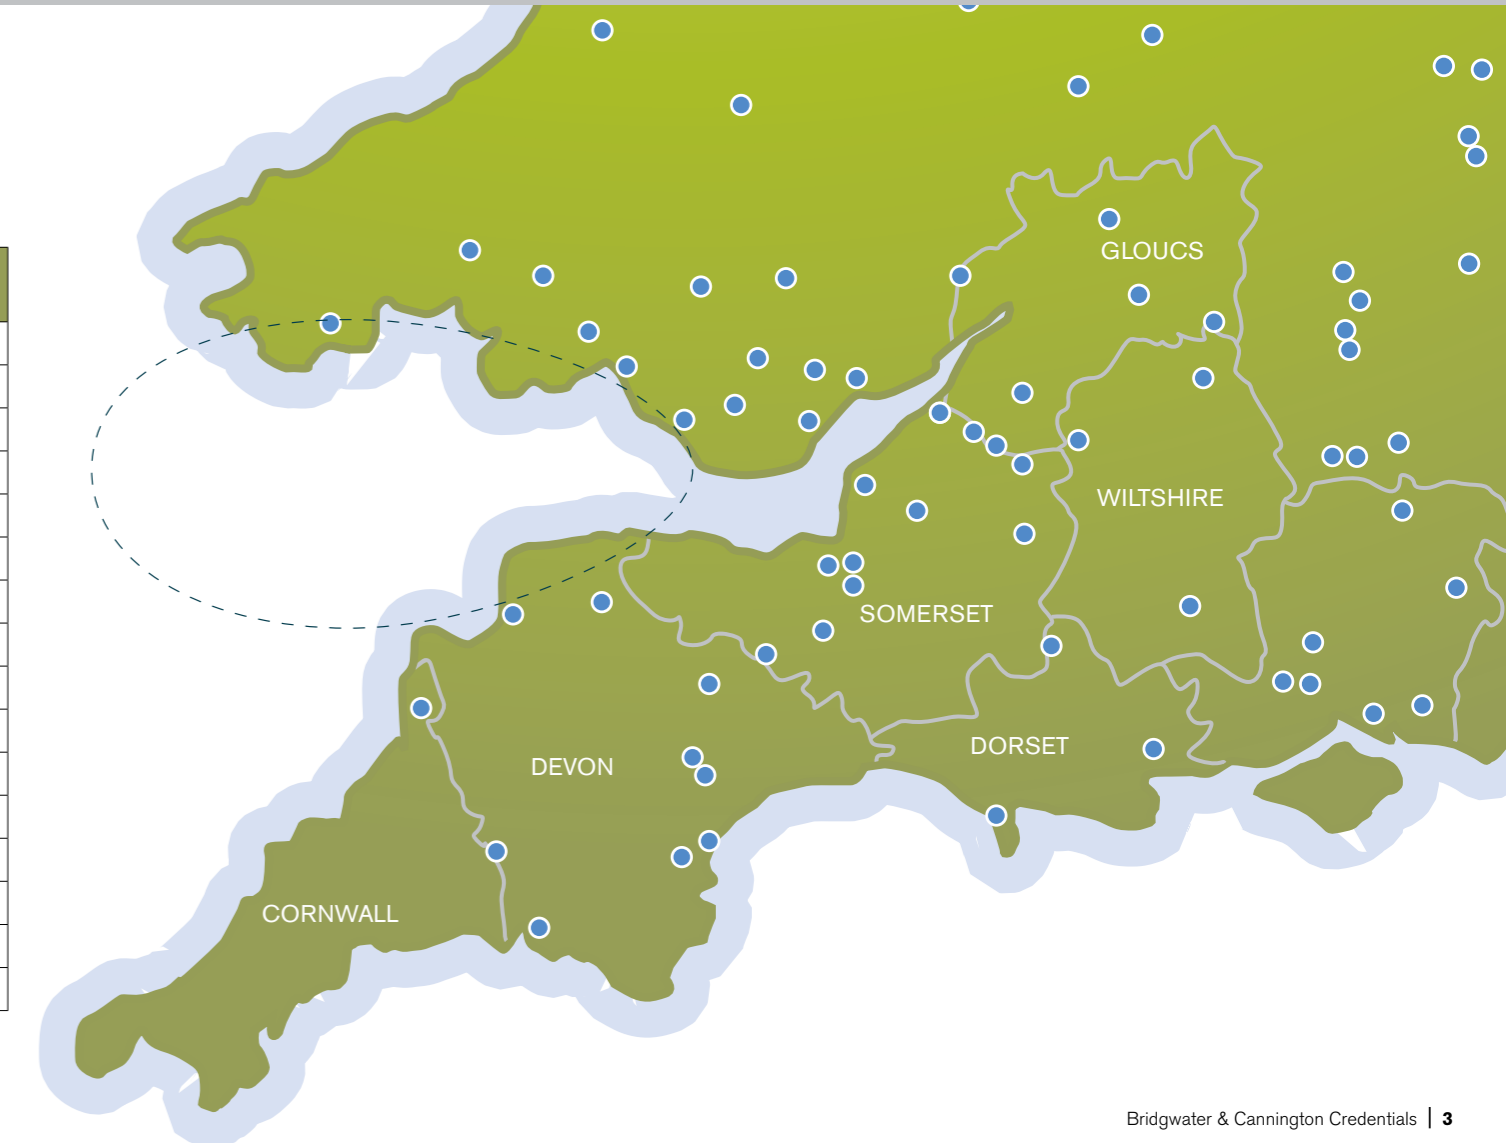 GLOUCS
WILTSHIRE
SOMERSET
DORSET
DEVON
CORNWALL
Bridgwater & Cannington Credentials | 3